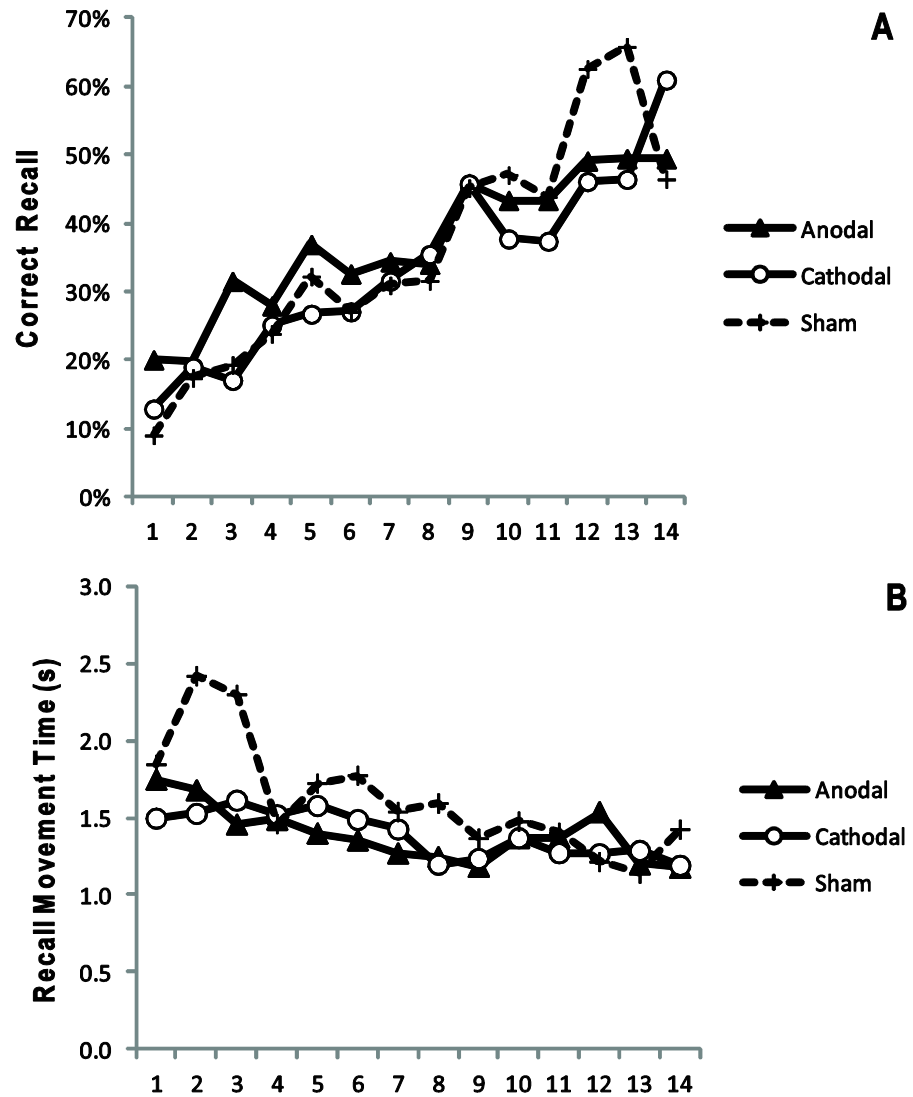 A
Correct Recall
70%
60%
50%
40%
30%
20%
10%
0%
1 2 3 4 5 6 7 8 9 10 11 12 13 14
Anodal
Cathodal
Sham
B
Recall Movement Time (s)
3.0
2.5
2.0
1.5
1.0
0.5
0.0
1 2 3 4 5 6 7 8 9 10 11 12 13 14
Anodal
Cathodal
Sham